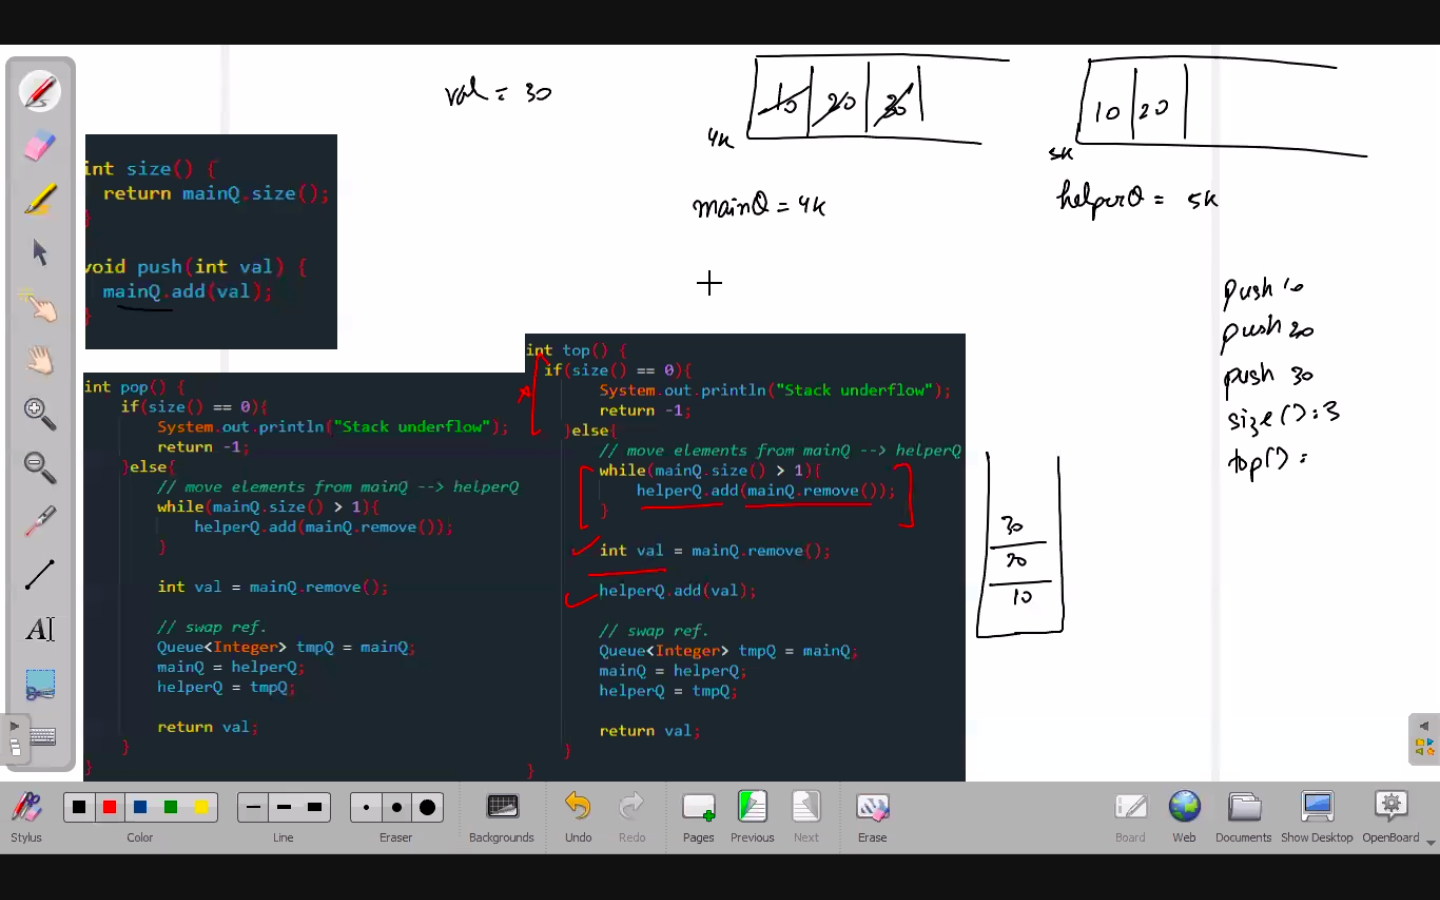 val = 30
10 20 30
4K
10 20
5K
mainQ = 4K
helperQ = 5K
int size() {
return mainQ.size();
}
void push(int val) {
mainQ.add(val);
}
push 10
push 20
push 30
size() : 3
top() :
int pop() {
if(size() == 0){
System.out.println("Stack underflow");
return -1;
}else{
// move elements from mainQ --> helperQ
while(mainQ.size() > 1){
helperQ.add(mainQ.remove());
}
int val = mainQ.remove();
// swap ref.
Queue<Integer> tmpQ = mainQ;
mainQ = helperQ;
helperQ = tmpQ;
return val;
}
}
int top() {
if(size() == 0){
System.out.println("Stack underflow");
return -1;
}else{
// move elements from mainQ --> helperQ
while(mainQ.size() > 1){
helperQ.add(mainQ.remove());
}
int val = mainQ.remove();
helperQ.add(val);
// swap ref.
Queue<Integer> tmpQ = mainQ;
mainQ = helperQ;
helperQ = tmpQ;
return val;
}
}
30
20
10
AI
Stylus Color Line Eraser Backgrounds Undo Redo Pages Previous Next Erase Board Web Documents Show Desktop OpenBoard